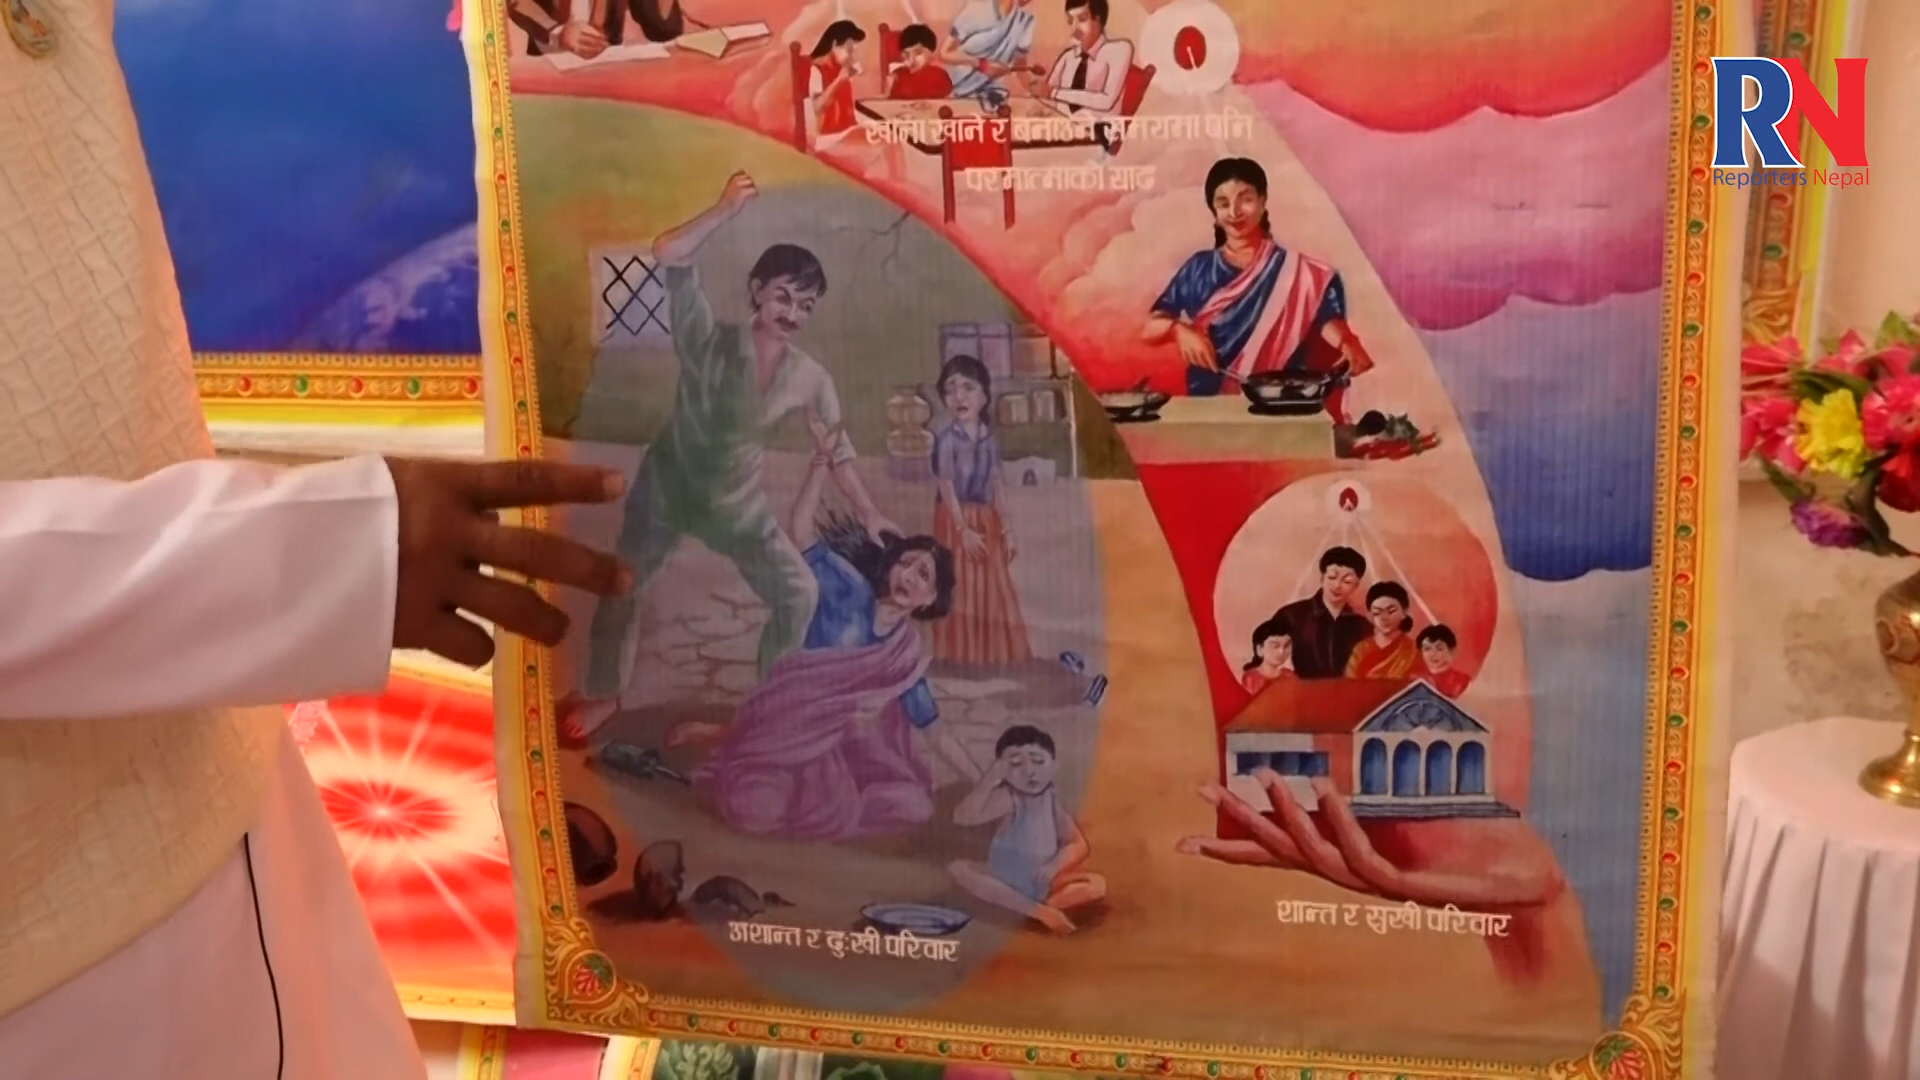 RN
Reporters Nepal
खाना खाने र बनाउने समयमा पनि
परमात्माको याद
अशान्त र दुःखी परिवार
शान्त र सुखी परिवार